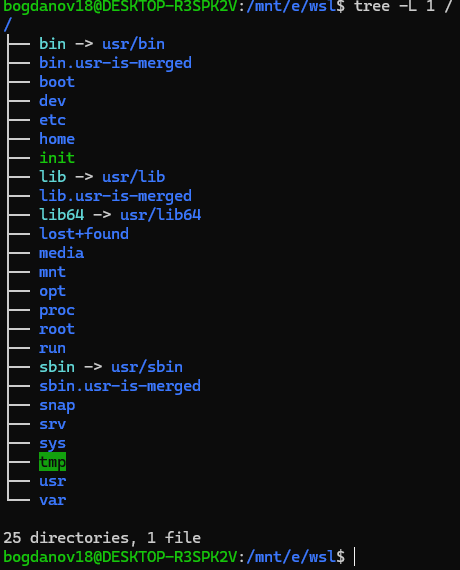 bogdanov18@DESKTOP-R3SPK2V:/mnt/e/wsl$ tree -L 1 /
/
├── bin -> usr/bin
├── bin.usr-is-merged
├── boot
├── dev
├── etc
├── home
├── init
├── lib -> usr/lib
├── lib.usr-is-merged
├── lib64 -> usr/lib64
├── lost+found
├── media
├── mnt
├── opt
├── proc
├── root
├── run
├── sbin -> usr/sbin
├── sbin.usr-is-merged
├── snap
├── srv
├── sys
├── tmp
├── usr
└── var

25 directories, 1 file
bogdanov18@DESKTOP-R3SPK2V:/mnt/e/wsl$